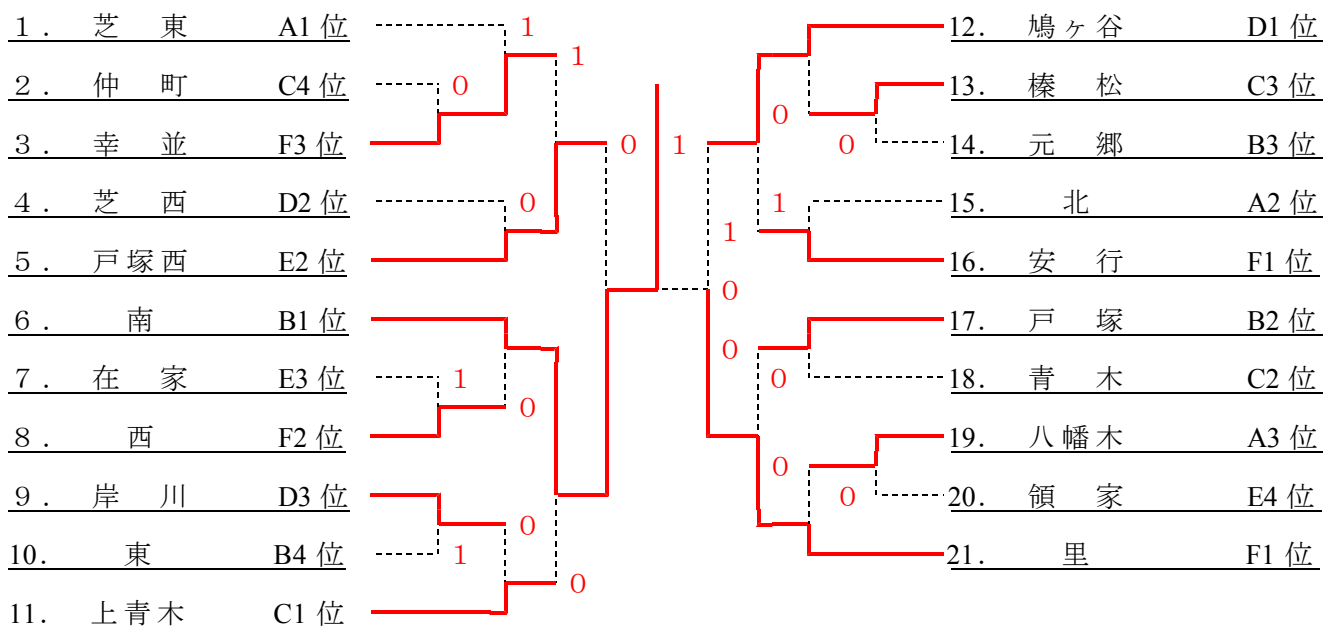 １． 芝 東 A1 位
２． 仲 町 C4 位
３． 幸 並 F3 位
４． 芝 西 D2 位
５． 戸塚西 E2 位
６． 南 B1 位
７． 在 家 E3 位
８． 西 F2 位
９． 岸 川 D3 位
10. 東 B4 位
11. 上青木 C1 位
1
0
1
0
0
1
0
0
1
0
1
0
0
1
1
0
0
0
0
0
12. 鳩ヶ谷 D1 位
13. 榛 松 C3 位
14. 元 郷 B3 位
15. 北 A2 位
16. 安 行 F1 位
17. 戸 塚 B2 位
18. 青 木 C2 位
19. 八幡木 A3 位
20. 領 家 E4 位
21. 里 F1 位